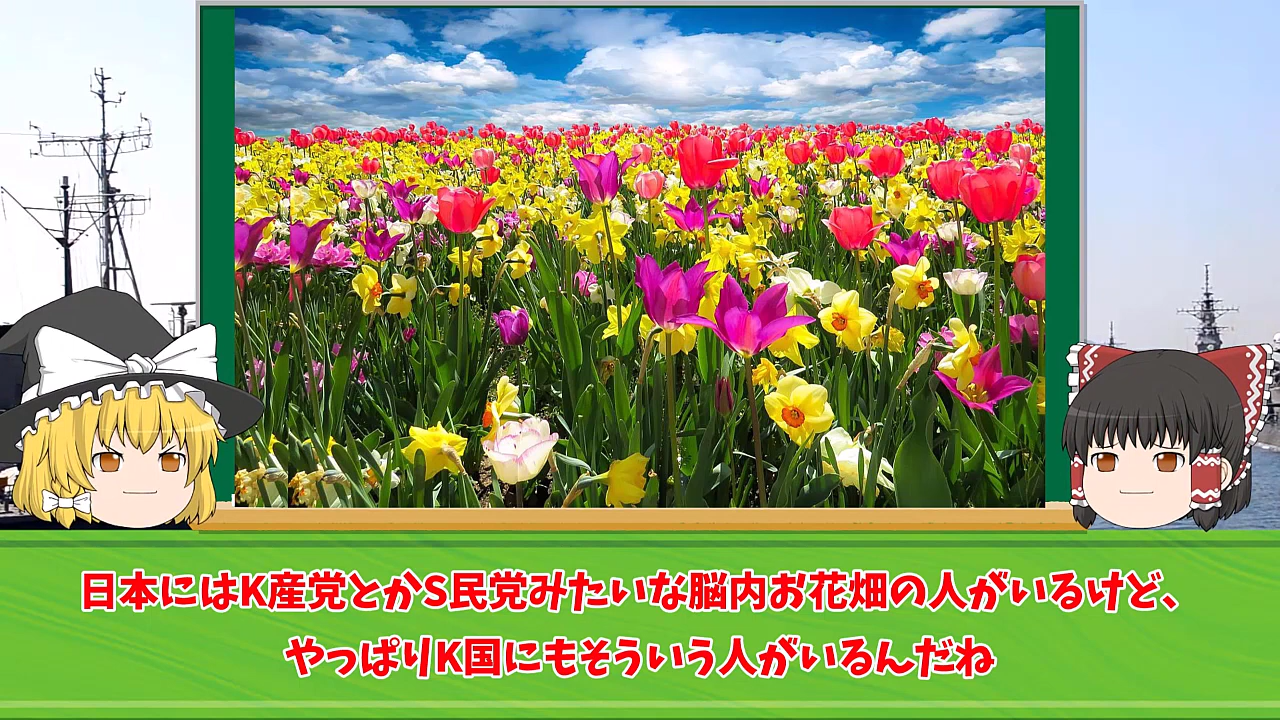 日本にはK産党とかS民党みたいな脳内お花畑の人がいるけど、
やっぱりK国にもそういう人がいるんだね